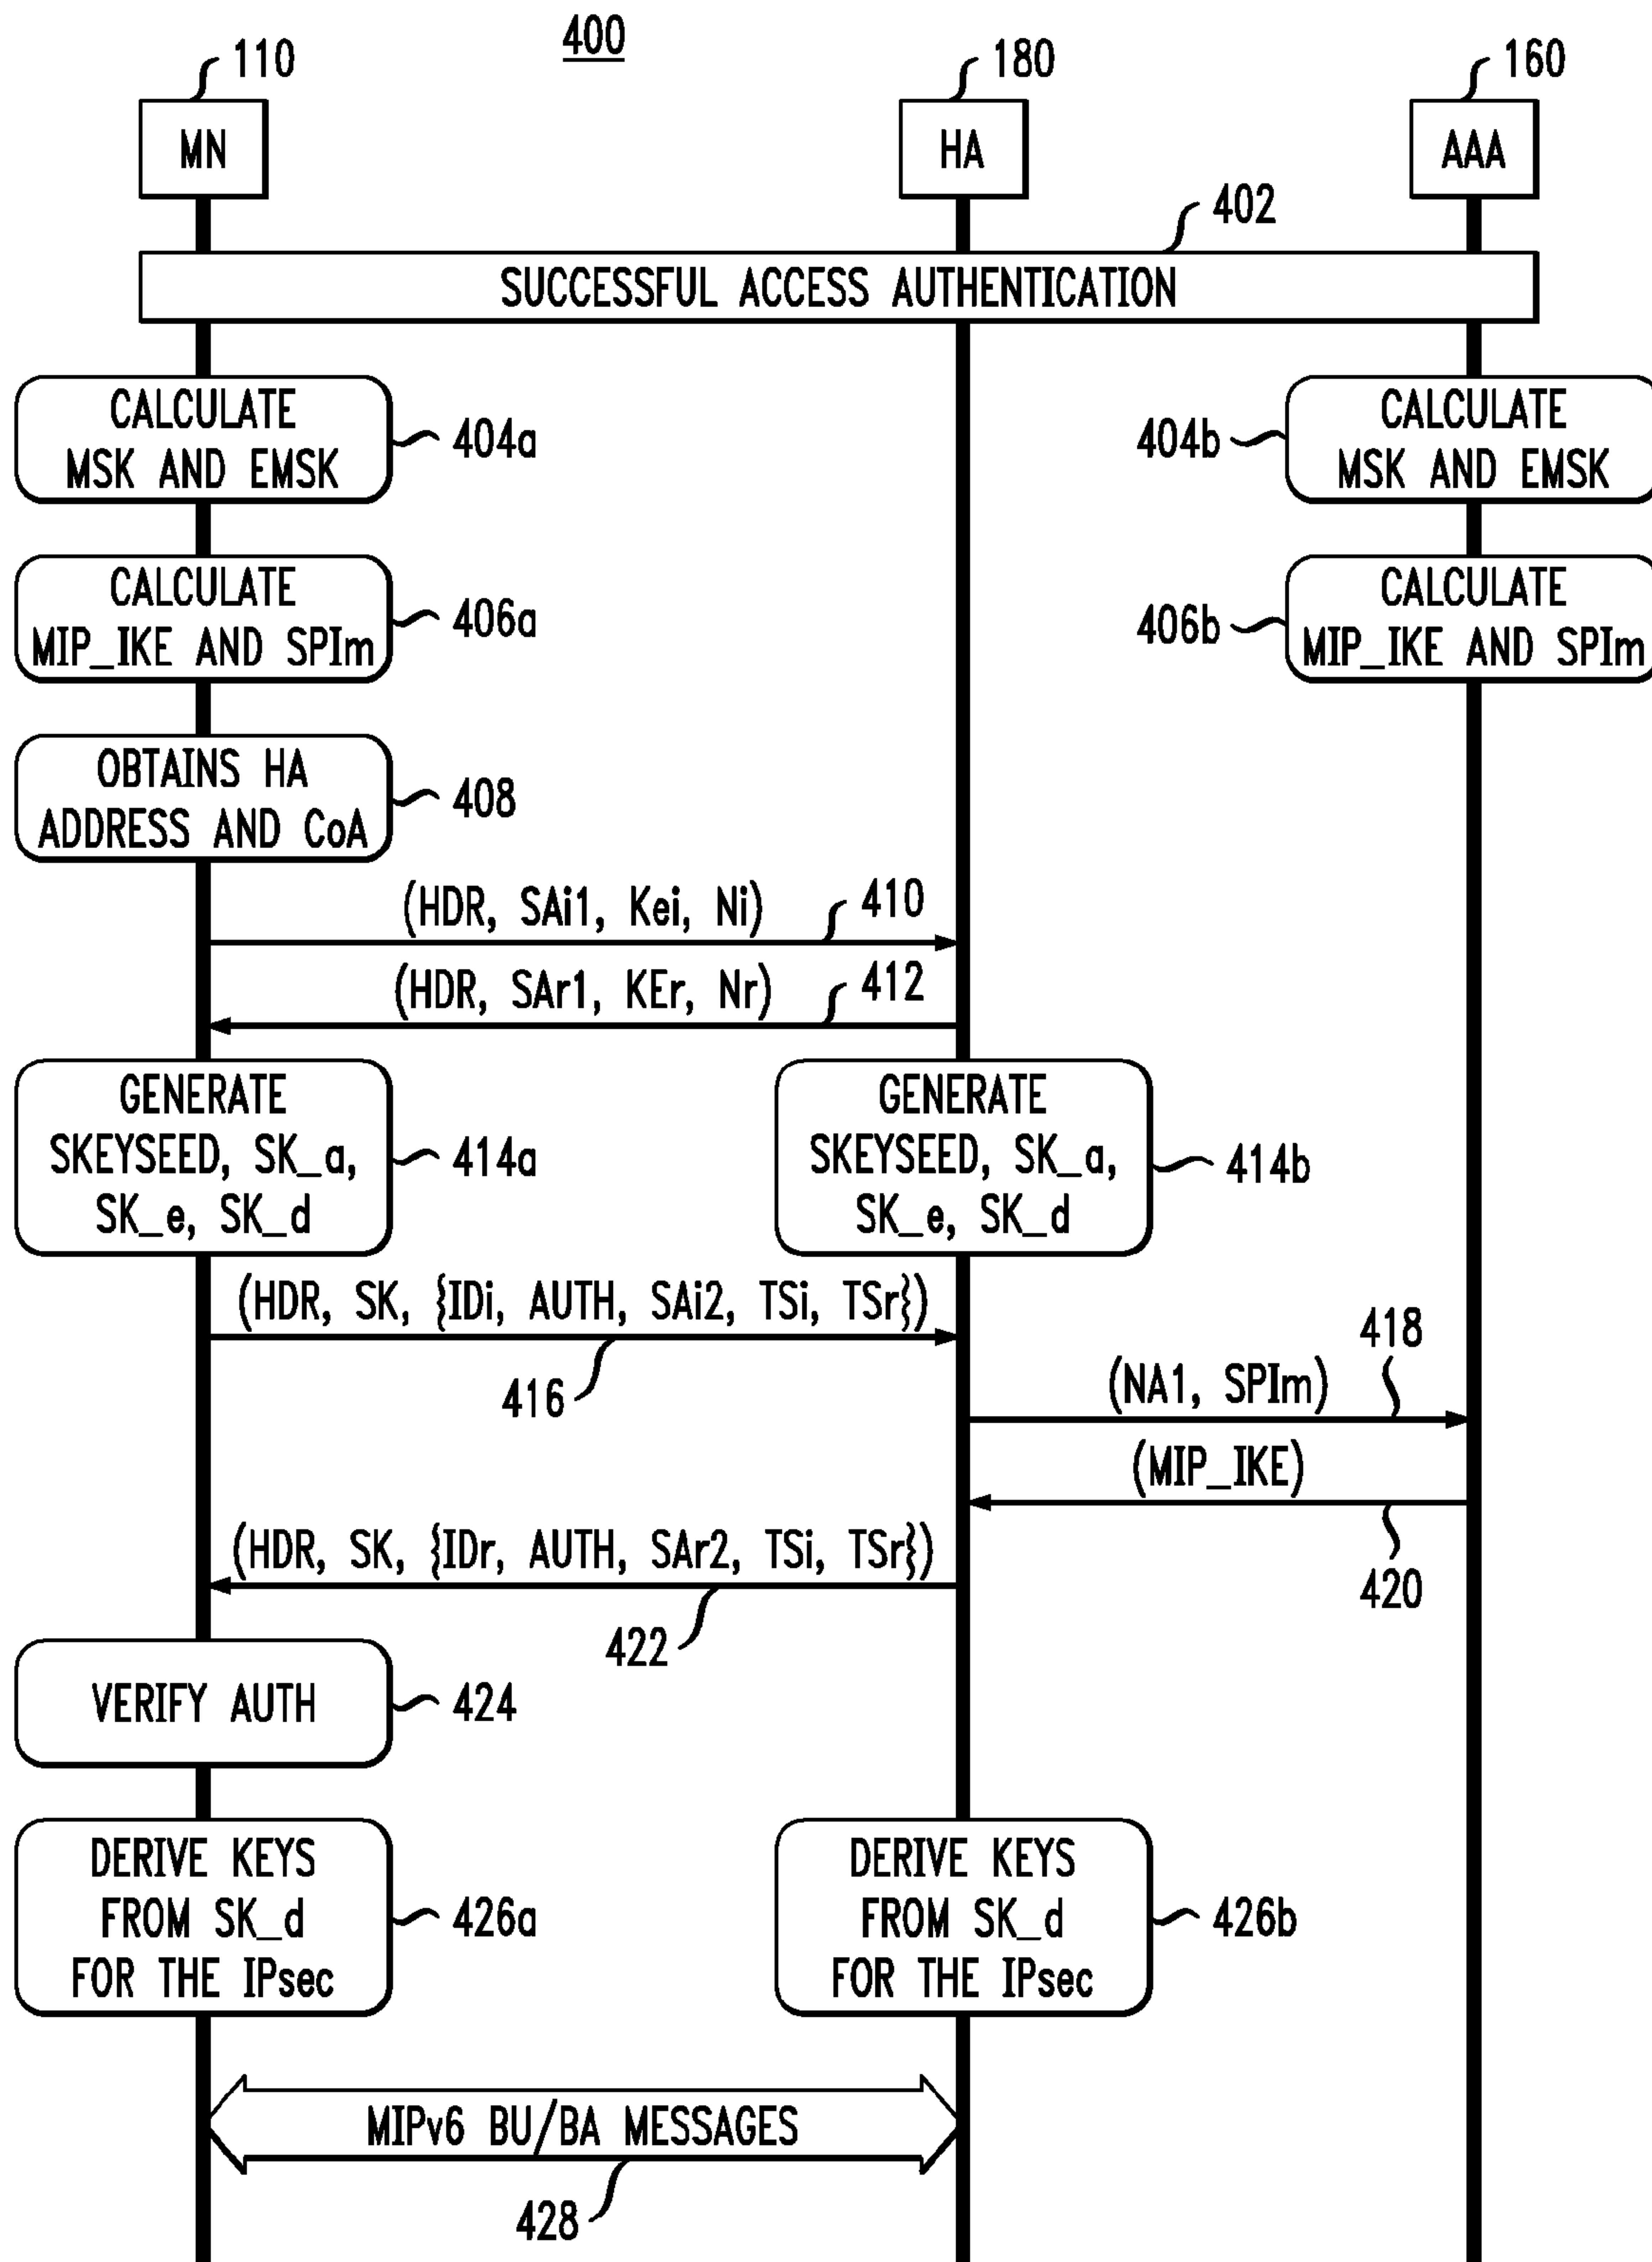 400
110
180
160
MN
HA
AAA
402
SUCCESSFUL ACCESS AUTHENTICATION
CALCULATE
MSK AND EMSK
404a
404b
CALCULATE
MSK AND EMSK
CALCULATE
MIP_IKE AND SPIm
406a
406b
CALCULATE
MIP_IKE AND SPIm
OBTAINS HA
ADDRESS AND CoA
408
(HDR, SAi1, Kei, Ni)
410
(HDR, SAr1, KEr, Nr)
412
GENERATE
SKEYSEED, SK_a,
SK_e, SK_d
414a
GENERATE
SKEYSEED, SK_a,
SK_e, SK_d
414b
(HDR, SK, {IDi, AUTH, SAi2, TSi, TSr})
416
418
(NA1, SPIm)
(MIP_IKE)
420
(HDR, SK, {IDr, AUTH, SAr2, TSi, TSr})
422
VERIFY AUTH
424
DERIVE KEYS
FROM SK_d
FOR THE IPsec
426a
DERIVE KEYS
FROM SK_d
FOR THE IPsec
426b
MIPv6 BU/BA MESSAGES
428